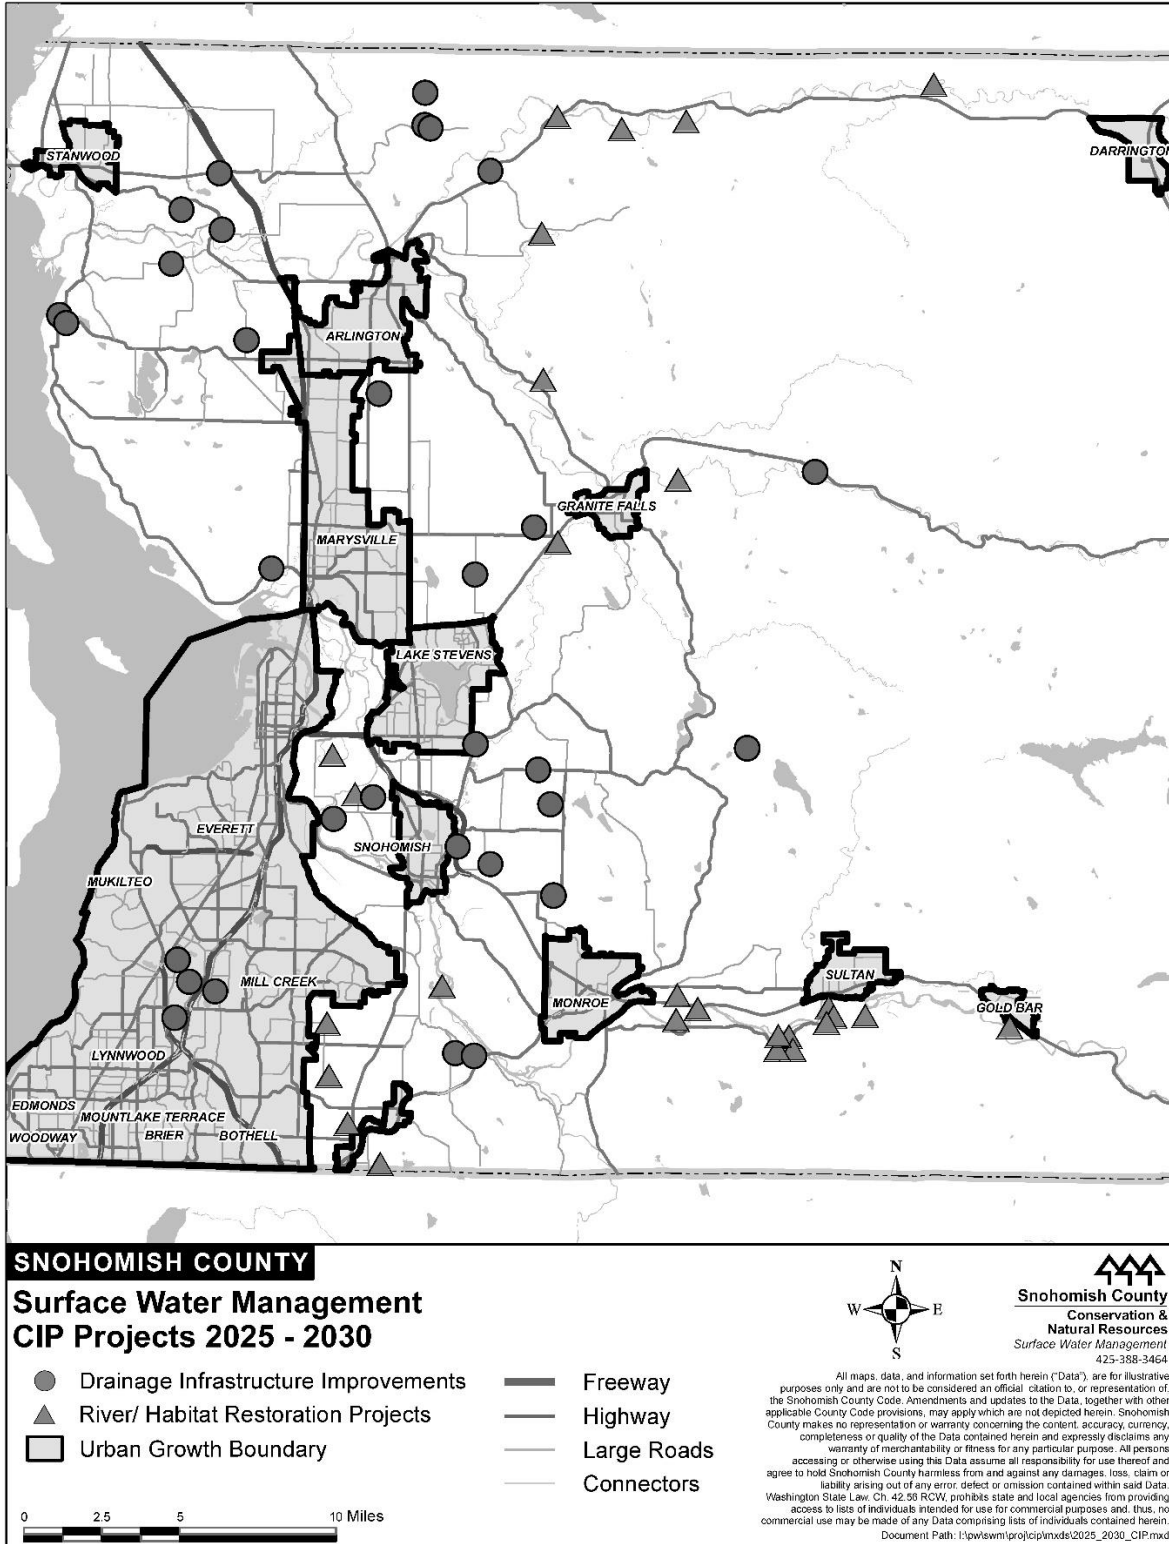 STANWOOD
DARRINGTON
ARLINGTON
GRANITE FALLS
MARYSVILLE
LAKE STEVENS
EVERETT
SNOHOMISH
MUKILTEO
MILL CREEK
SULTAN
MONROE
GOLD BAR
LYNNWOOD
EDMONDS
MOUNTLAKE TERRACE
WOODWAY
BRIER
BOTHELL
SNOHOMISH COUNTY
Surface Water Management
CIP Projects 2025 - 2030
Drainage Infrastructure Improvements
River/ Habitat Restoration Projects
Urban Growth Boundary
0 2.5 5 10 Miles
Freeway
Highway
Large Roads
Connectors
N
W E
S
Snohomish County
Conservation &
Natural Resources
Surface Water Management
425-388-3464
All maps, data, and information set forth herein ("Data"), are for illustrative
purposes only and are not to be considered an official citation to, or representation of,
the Snohomish County Code. Amendments and updates to the Data, together with other
applicable County Code provisions, may apply which are not depicted herein. Snohomish
County makes no representation or warranty concerning the content, accuracy, currency,
completeness or quality of the Data contained herein and expressly disclaims any
warranty of merchantability or fitness for any particular purpose. All persons
accessing or otherwise using this Data assume all responsibility for use thereof and
agree to hold Snohomish County harmless from and against any damages, loss, claim or
liability arising out of any error, defect or omission contained within said Data.
Washington State Law, Ch. 42.56 RCW, prohibits state and local agencies from providing
access to lists of individuals intended for use for commercial purposes and, thus, no
commercial use may be made of any Data comprising lists of individuals contained herein.
Document Path: I:\pw\swm\proj\cip\mxds\2025_2030_CIP.mxd